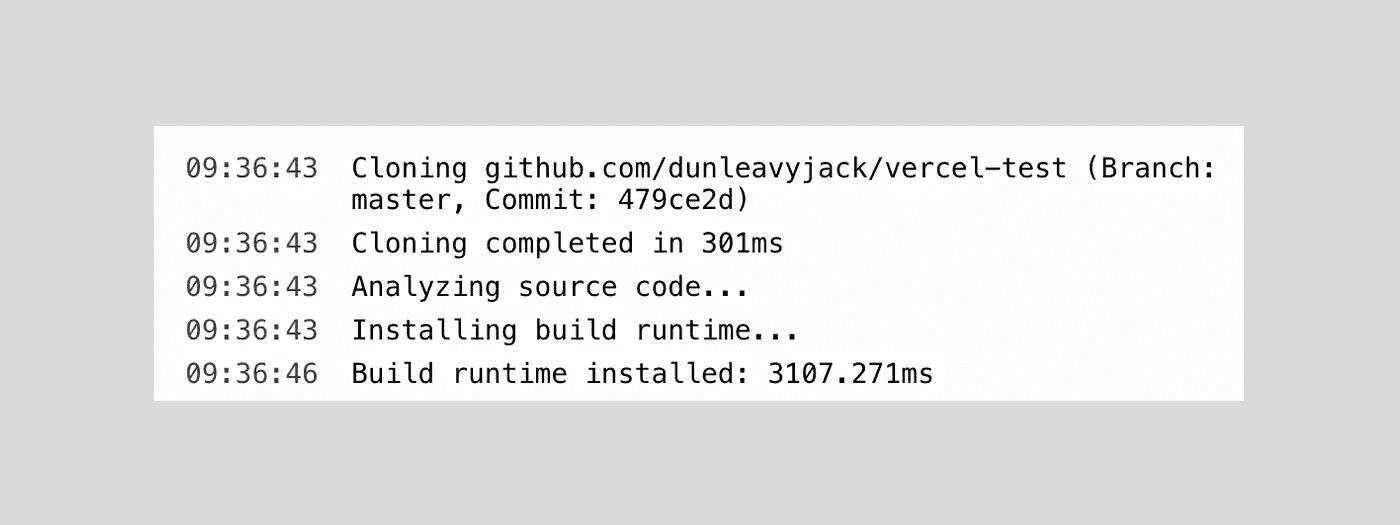 09:36:43 Cloning github.com/dunleavyjack/vercel-test (Branch:
master, Commit: 479ce2d)
09:36:43 Cloning completed in 301ms
09:36:43 Analyzing source code...
09:36:43 Installing build runtime...
09:36:46 Build runtime installed: 3107.271ms